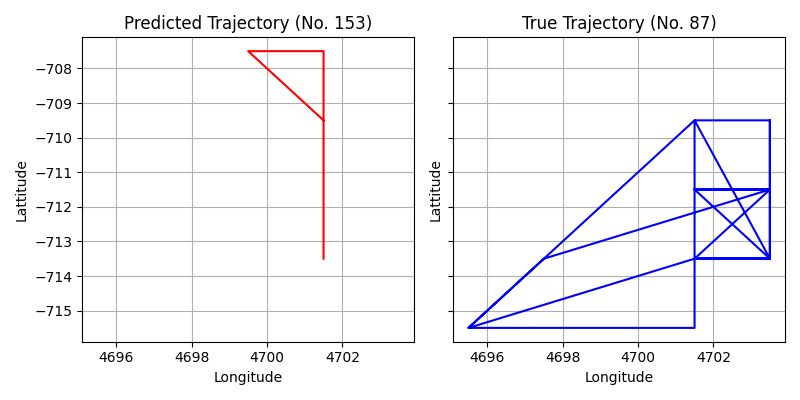 Predicted Trajectory (No. 153)
True Trajectory (No. 87)
Lattitude
−708
−709
−710
−711
−712
−713
−714
−715
4696
4698
4700
4702
Longitude
Lattitude
4696
4698
4700
4702
Longitude